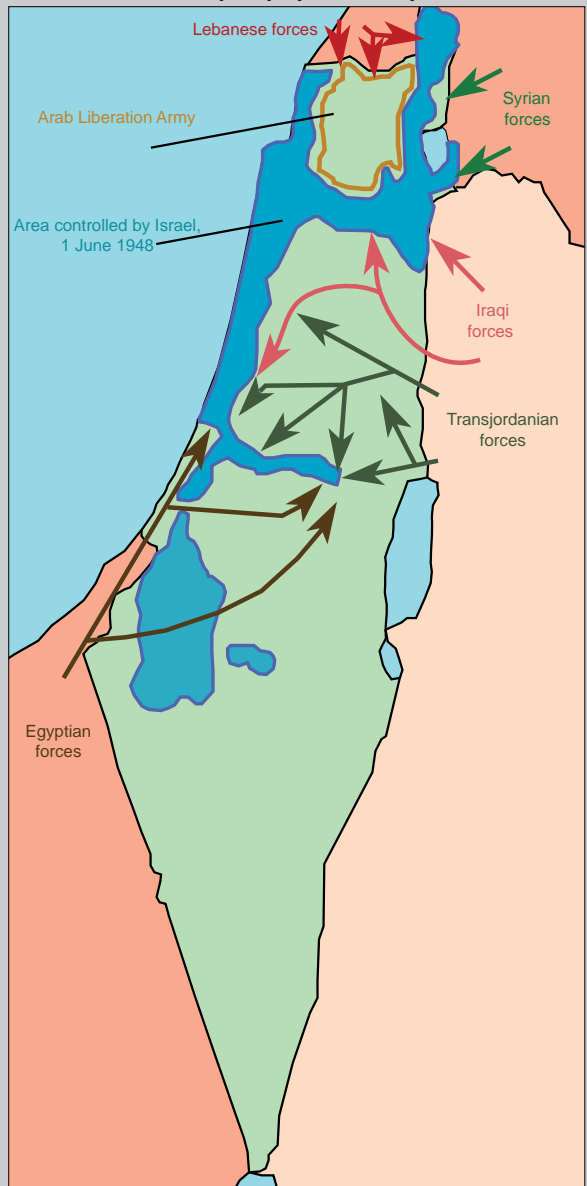 Lebanese forces
Arab Liberation Army
Syrian
forces
Area controlled by Israel,
1 June 1948
Iraqi
forces
Transjordanian
forces
Egyptian
forces